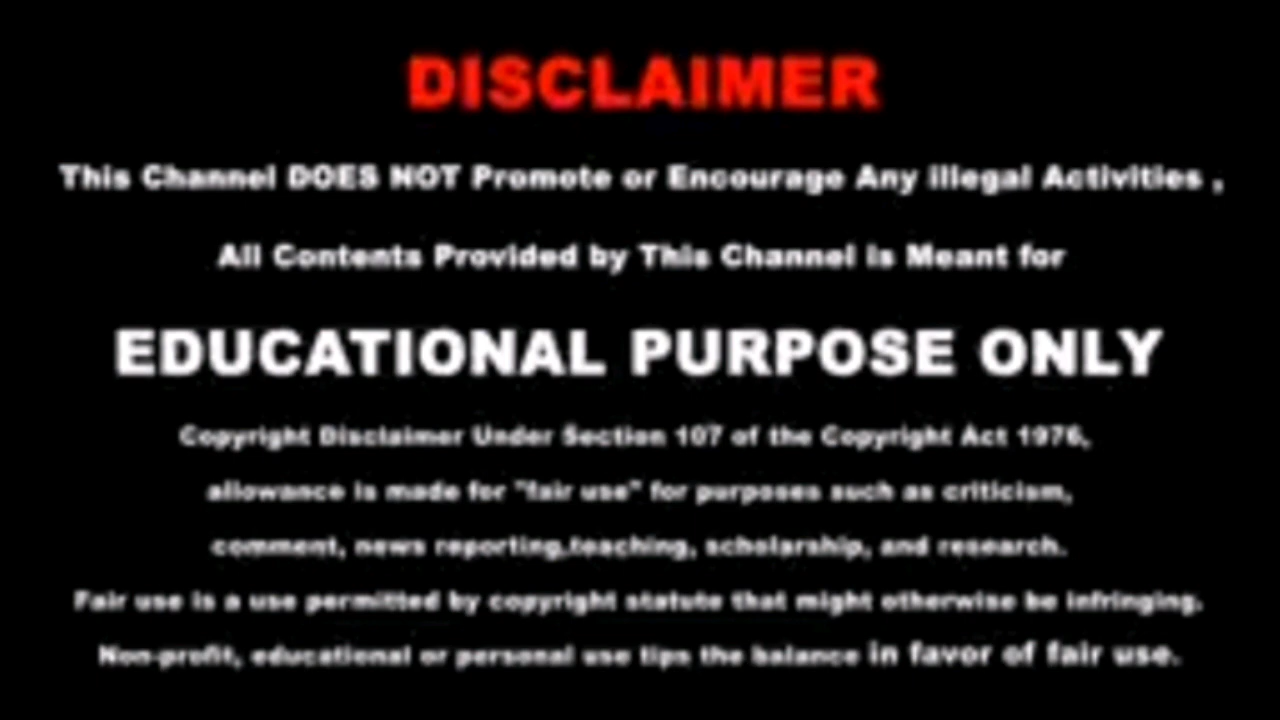 DISCLAIMER
This Channel DOES NOT Promote or Encourage Any illegal Activities ,
All Contents Provided by This Channel is Meant for
EDUCATIONAL PURPOSE ONLY
Copyright Disclaimer Under Section 107 of the Copyright Act 1976,
allowance is made for "fair use" for purposes such as criticism,
comment, news reporting,teaching, scholarship, and research.
Fair use is a use permitted by copyright statute that might otherwise be infringing.
Non-profit, educational or personal use tips the balance in favor of fair use.